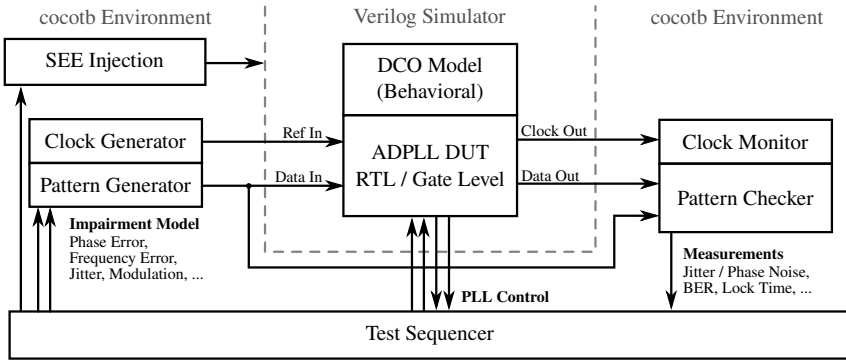 cocotb Environment
Verilog Simulator
cocotb Environment
SEE Injection
DCO Model
(Behavioral)
Clock Generator
Pattern Generator
Ref In
Data In
ADPLL DUT
RTL / Gate Level
Clock Out
Data Out
Clock Monitor
Pattern Checker
Impairment Model
Phase Error,
Frequency Error,
Jitter, Modulation, ...
PLL Control
Measurements
Jitter / Phase Noise,
BER, Lock Time, ...
Test Sequencer